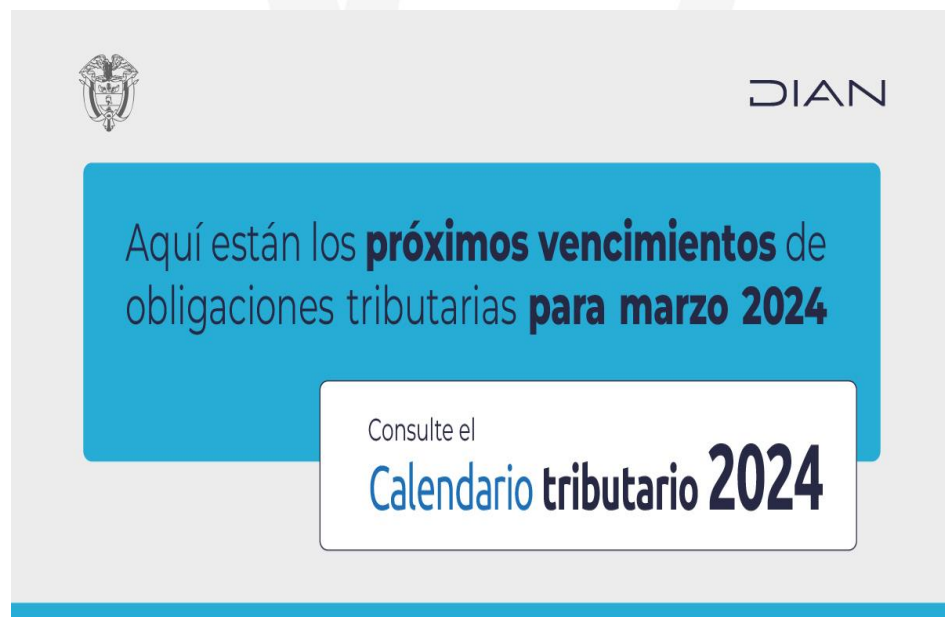 DIAN
Aquí están los próximos vencimientos de
obligaciones tributarias para marzo 2024
Consulte el
Calendario tributario 2024